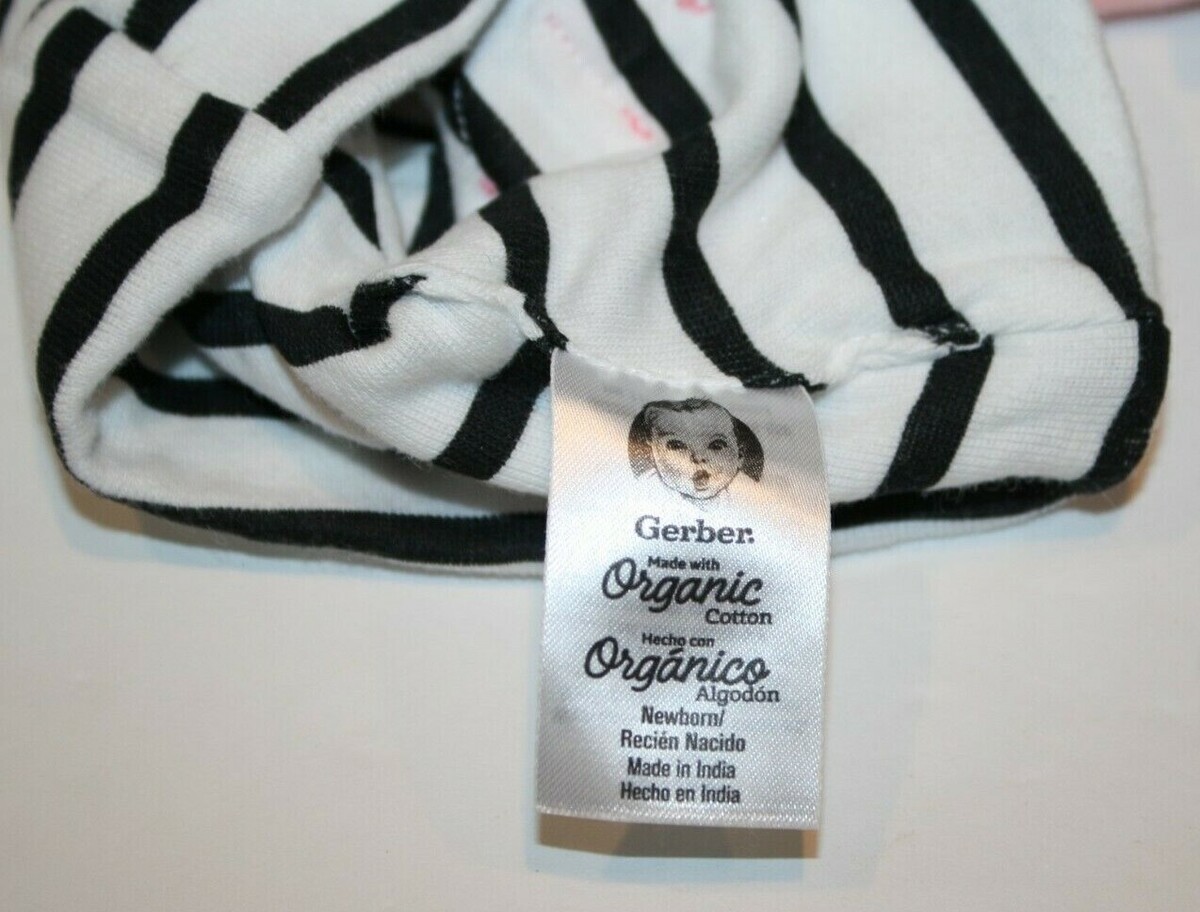 Gerber.
Made with
Organic
Cotton
Hecho con
Orgánico
Algodón
Newborn/
Recién Nacido
Made in India
Hecho en India